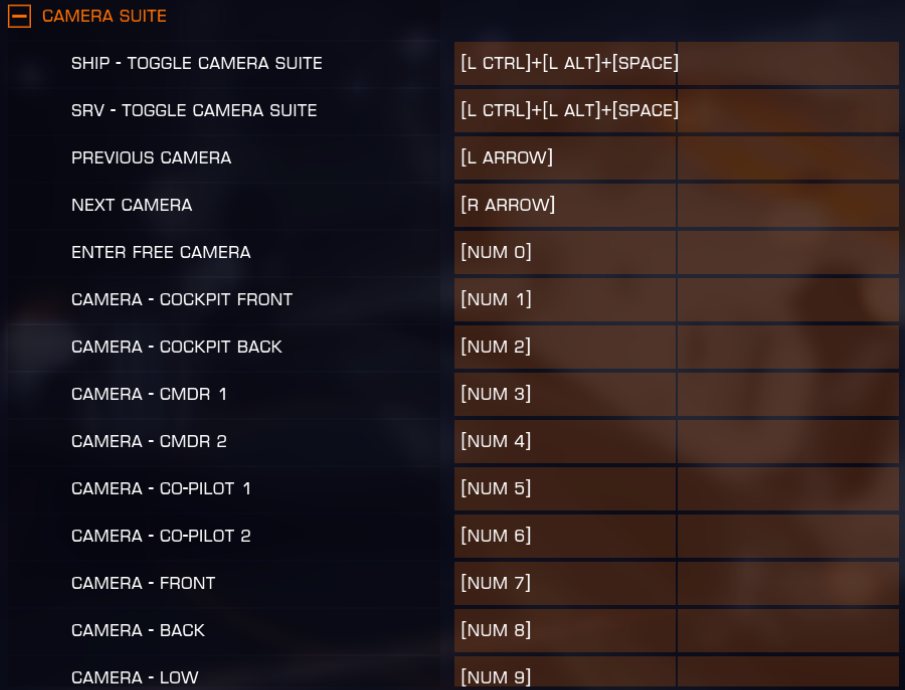 CAMERA SUITE
SHIP - TOGGLE CAMERA SUITE [L CTRL]+[L ALT]+[SPACE]
SRV - TOGGLE CAMERA SUITE [L CTRL]+[L ALT]+[SPACE]
PREVIOUS CAMERA [L ARROW]
NEXT CAMERA [R ARROW]
ENTER FREE CAMERA [NUM 0]
CAMERA - COCKPIT FRONT [NUM 1]
CAMERA - COCKPIT BACK [NUM 2]
CAMERA - CMDR 1 [NUM 3]
CAMERA - CMDR 2 [NUM 4]
CAMERA - CO-PILOT 1 [NUM 5]
CAMERA - CO-PILOT 2 [NUM 6]
CAMERA - FRONT [NUM 7]
CAMERA - BACK [NUM 8]
CAMERA - LOW [NUM 9]